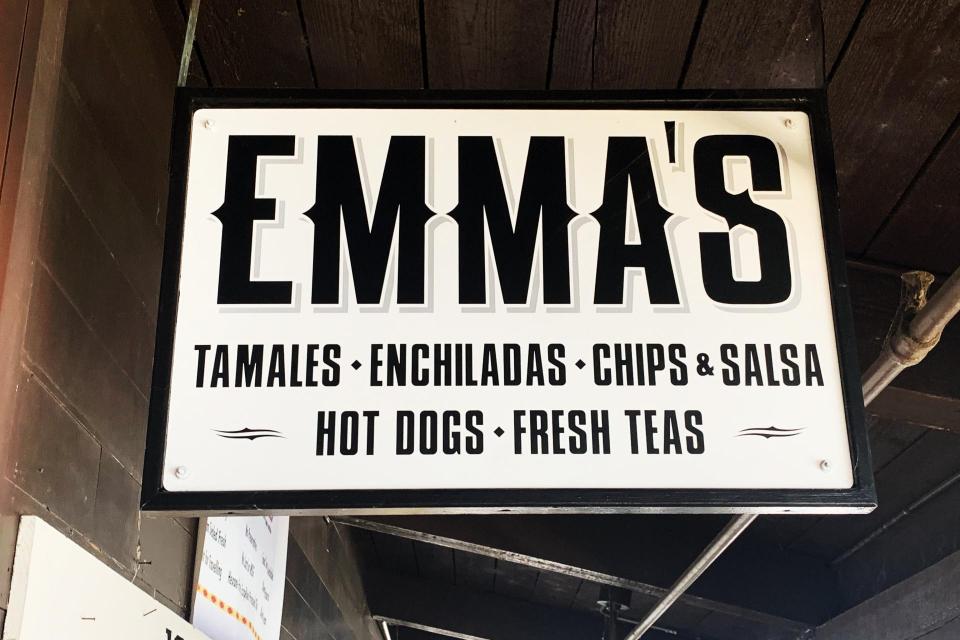 EMMA'S
TAMALES • ENCHILADAS • CHIPS & SALSA
HOT DOGS • FRESH TEAS